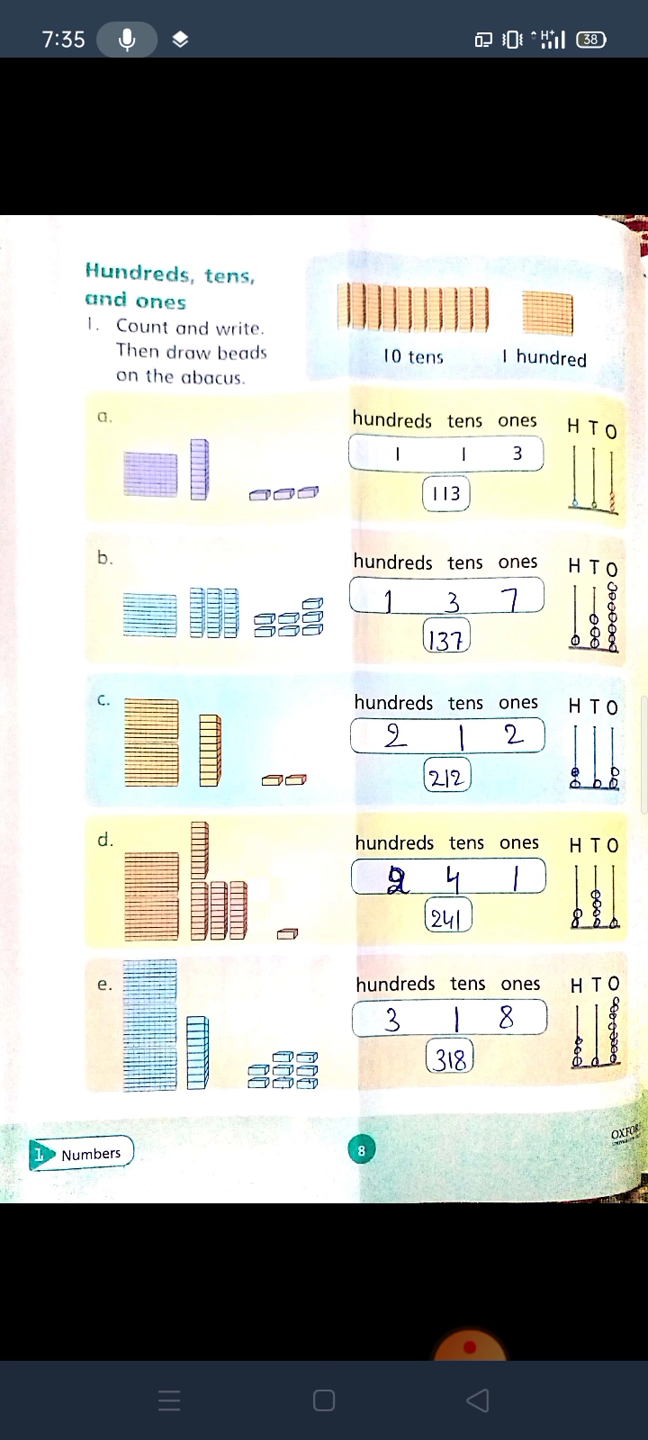 7:35
H+
38
Hundreds, tens,
and ones
1. Count and write.
Then draw beads
on the abacus.
10 tens 1 hundred
a.
hundreds tens ones
H T O
1 1 3
113
b.
hundreds tens ones
H T O
1 3 7
137
c.
hundreds tens ones
H T O
2 1 2
212
d.
hundreds tens ones
H T O
2 4 1
241
e.
hundreds tens ones
H T O
3 1 8
318
1 Numbers
8